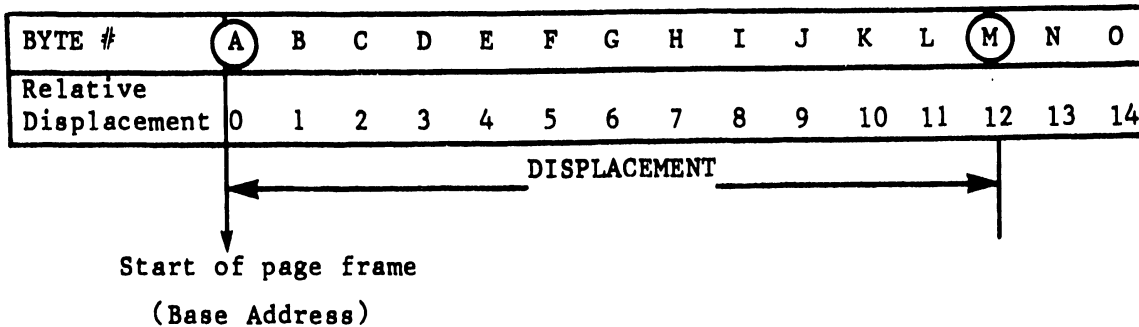 BYTE # A B C D E F G H I J K L M N O
Relative
Displacement 0 1 2 3 4 5 6 7 8 9 10 11 12 13 14
DISPLACEMENT
Start of page frame
(Base Address)